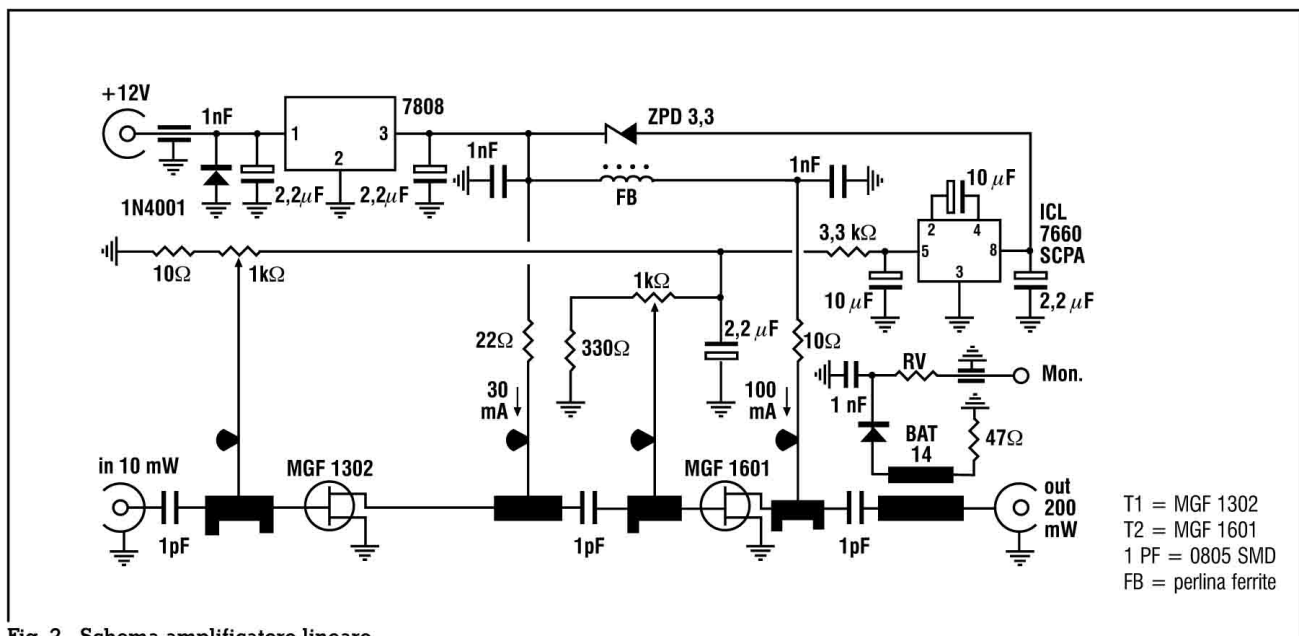 +12V
1nF
7808
1
3
2
ZPD 3,3
1N4001
2,2µF
2,2µF
1nF
FB
1nF
10 µF
2
4
5
8
3
ICL
7660
SCPA
3,3 kΩ
10Ω
1kΩ
1kΩ
10 µF
2,2 µF
22Ω
330Ω
2,2 µF
10Ω
30
mA
100
mA
RV
Mon.
1 nF
BAT
14
47Ω
in 10 mW
MGF 1302
MGF 1601
out
200
mW
1pF
1pF
1pF
T1 = MGF 1302
T2 = MGF 1601
1 PF = 0805 SMD
FB = perlina ferrite
Fig. 2 - Schema amplificatore lineare